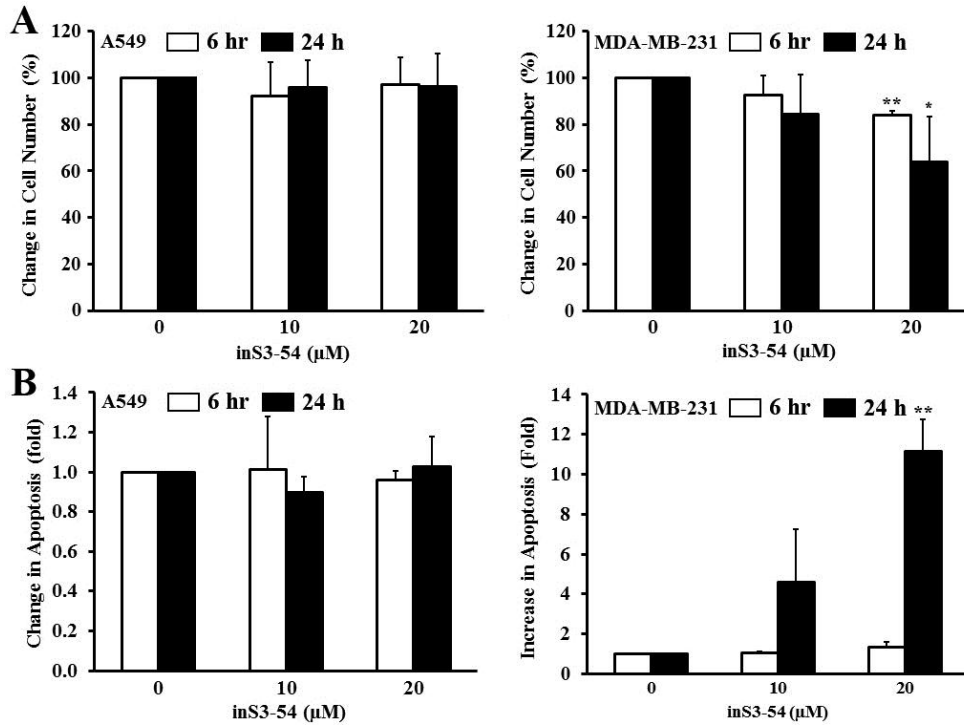 A
A549 6 hr 24 h
Change in Cell Number (%)
120
100
80
60
40
20
0
0 10 20
inS3-54 (μM)
MDA-MB-231 6 hr 24 h
Change in Cell Number (%)
120
100
80
60
40
20
0
** *
0 10 20
inS3-54 (μM)
B
A549 6 hr 24 h
Change in Apoptosis (fold)
1.4
1.2
1.0
0.8
0.6
0.4
0.2
0.0
0 10 20
inS3-54 (μM)
MDA-MB-231 6 hr 24 h **
Increase in Apoptosis (Fold)
14
12
10
8
6
4
2
0
0 10 20
inS3-54 (μM)